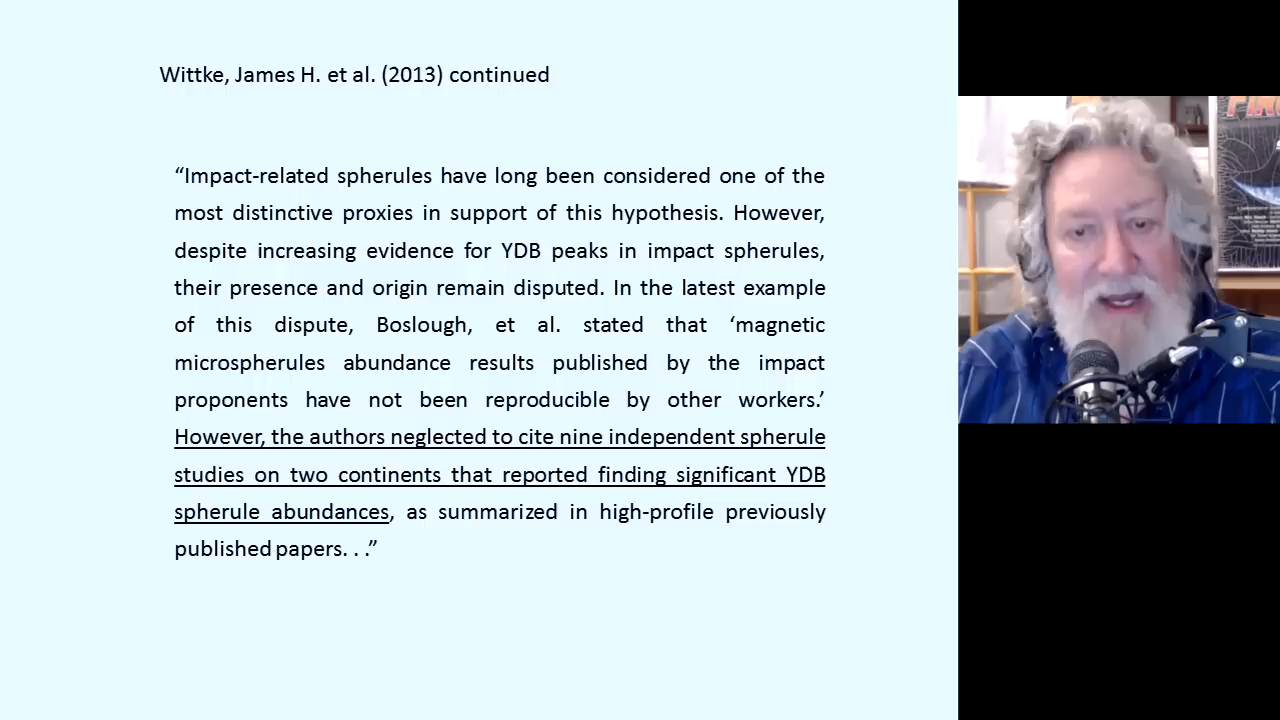 Wittke, James H. et al. (2013) continued
“Impact-related spherules have long been considered one of the
most distinctive proxies in support of this hypothesis. However,
despite increasing evidence for YDB peaks in impact spherules,
their presence and origin remain disputed. In the latest example
of this dispute, Boslough, et al. stated that ‘magnetic
microspherules abundance results published by the impact
proponents have not been reproducible by other workers.’
However, the authors neglected to cite nine independent spherule
studies on two continents that reported finding significant YDB
spherule abundances, as summarized in high-profile previously
published papers. . .”